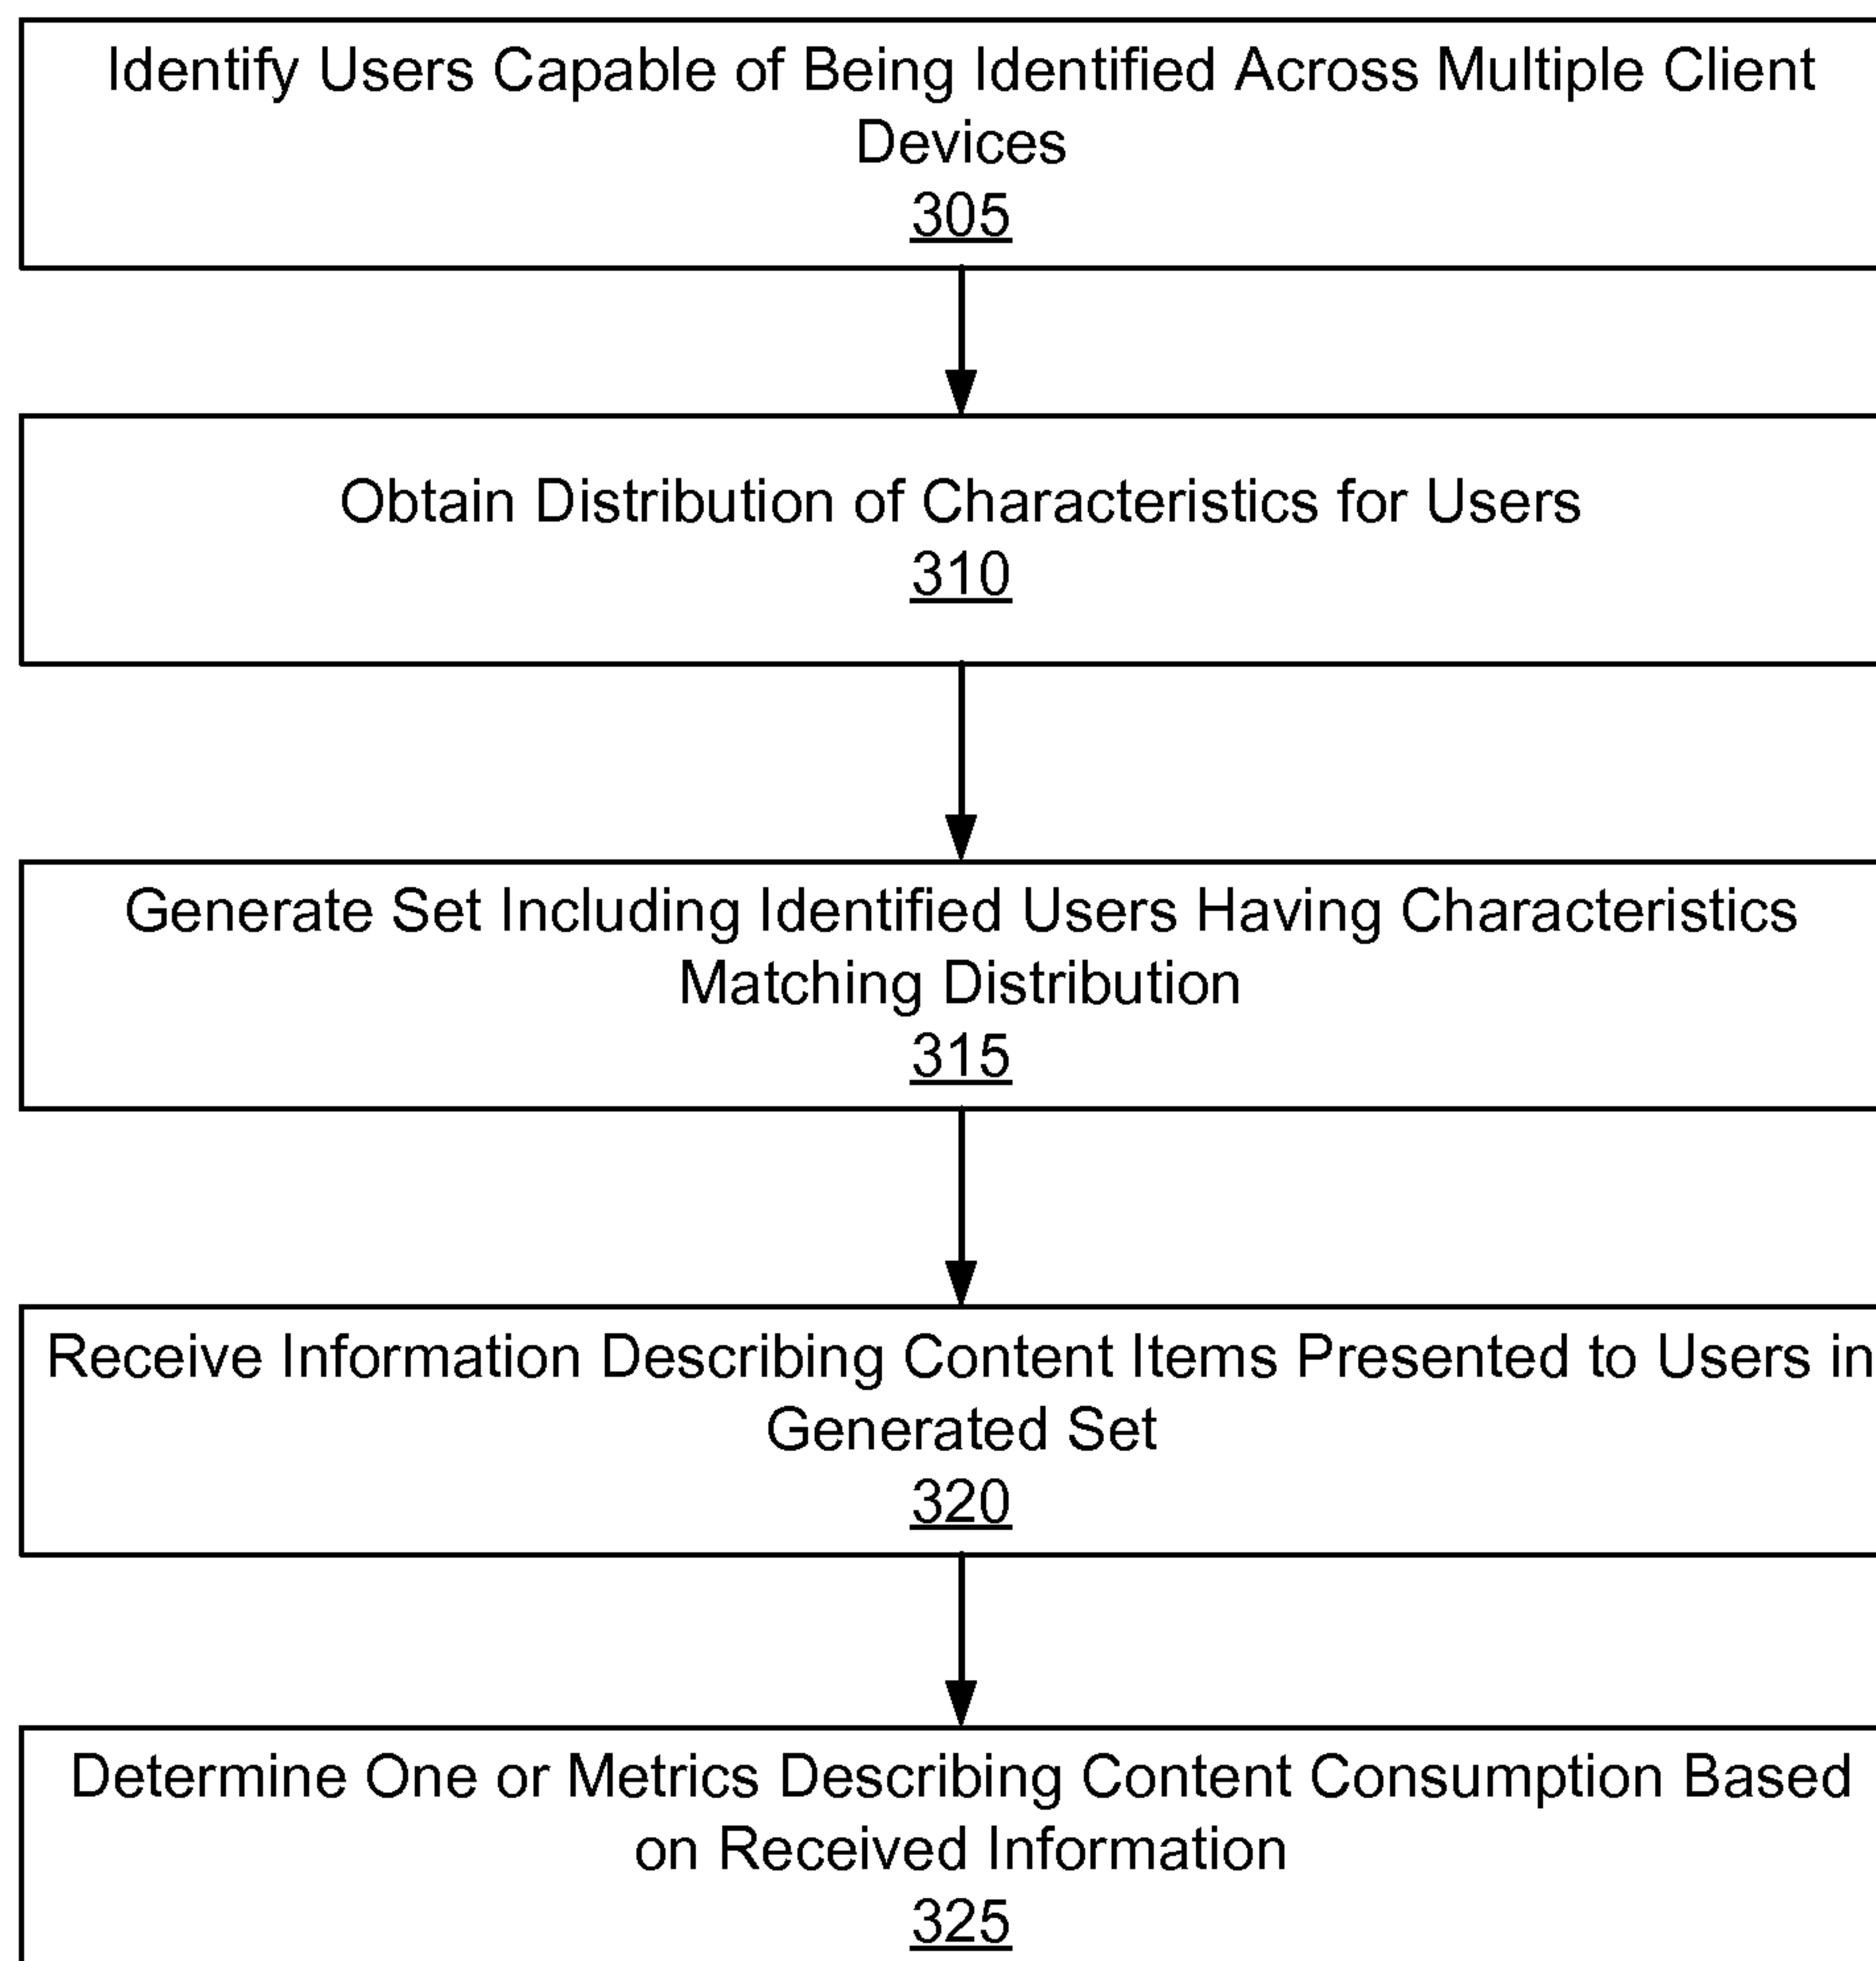 Identify Users Capable of Being Identified Across Multiple Client
Devices
305
Obtain Distribution of Characteristics for Users
310
Generate Set Including Identified Users Having Characteristics
Matching Distribution
315
Receive Information Describing Content Items Presented to Users in
Generated Set
320
Determine One or Metrics Describing Content Consumption Based
on Received Information
325